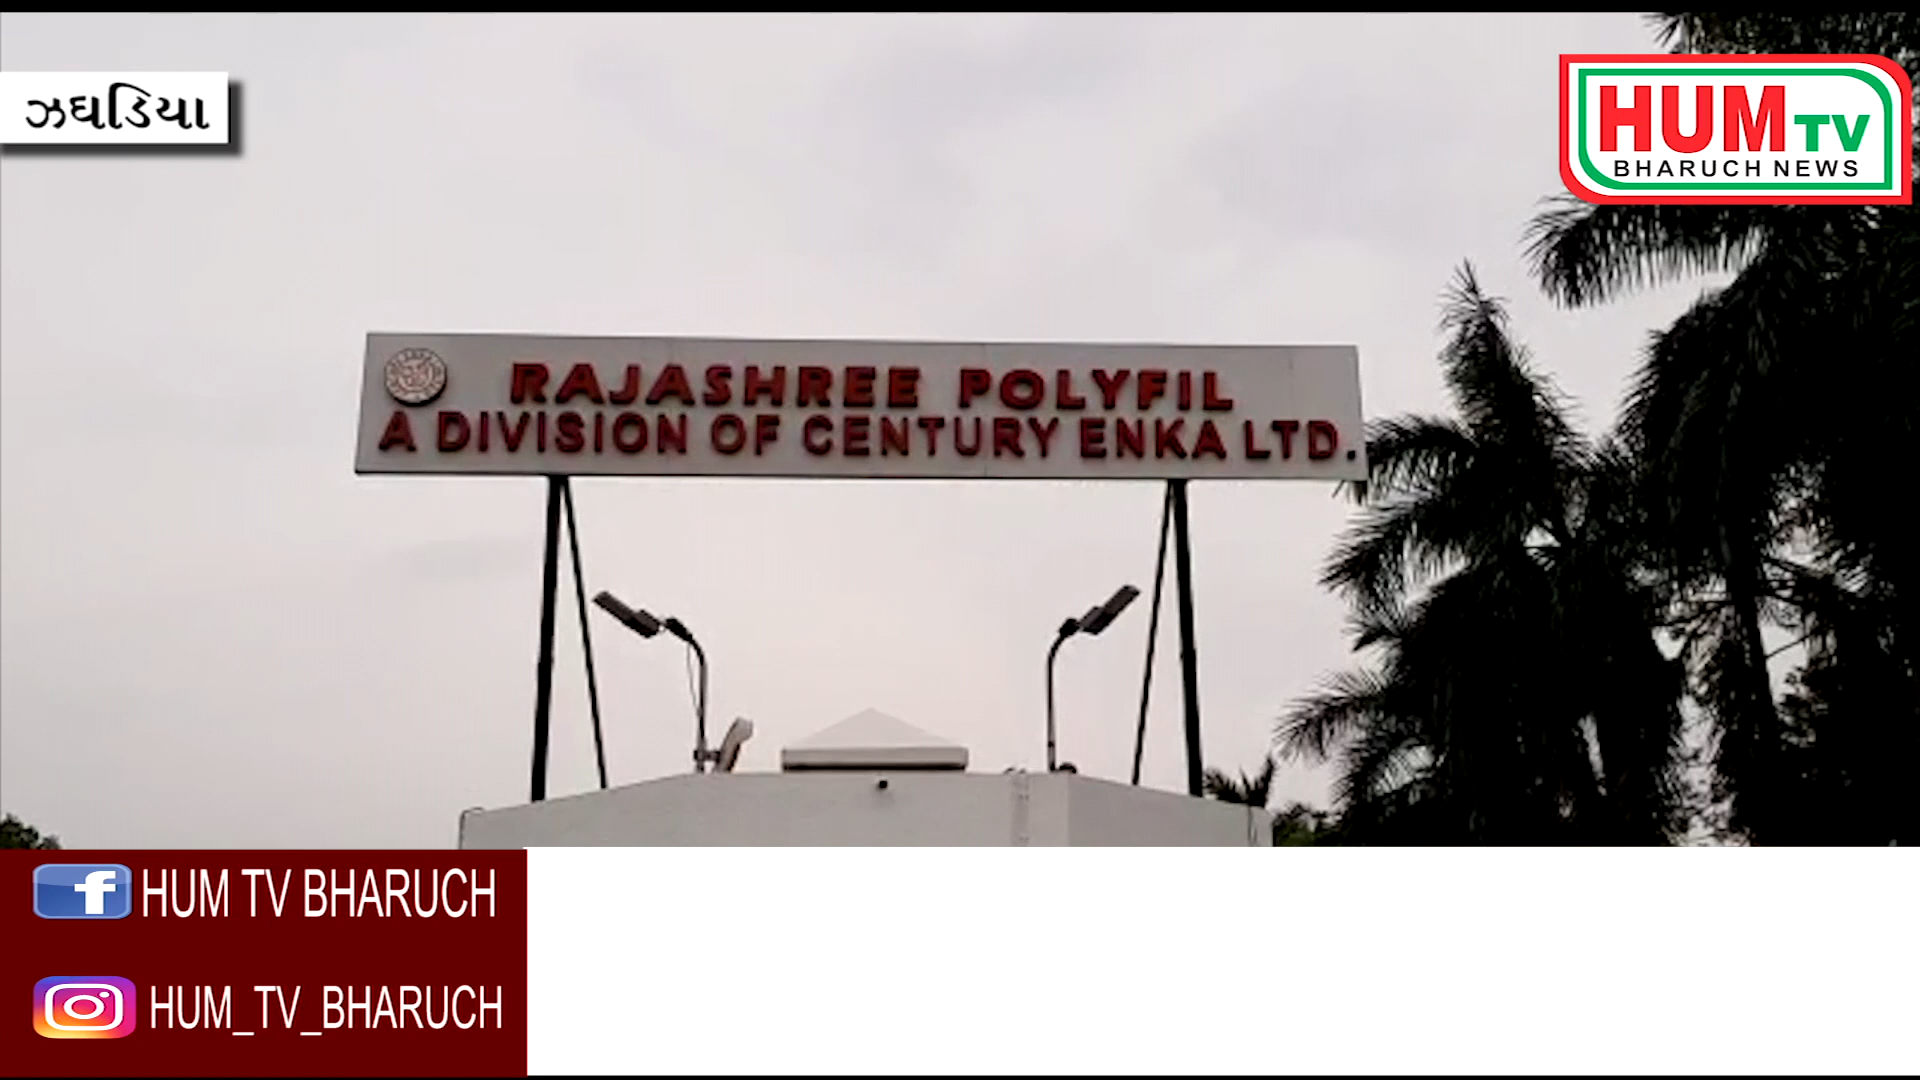 ઝઘડિયા
HUM TV
BHARUCH NEWS
RAJASHREE POLYFIL
A DIVISION OF CENTURY ENKA LTD.
HUM TV BHARUCH
HUM_TV_BHARUCH